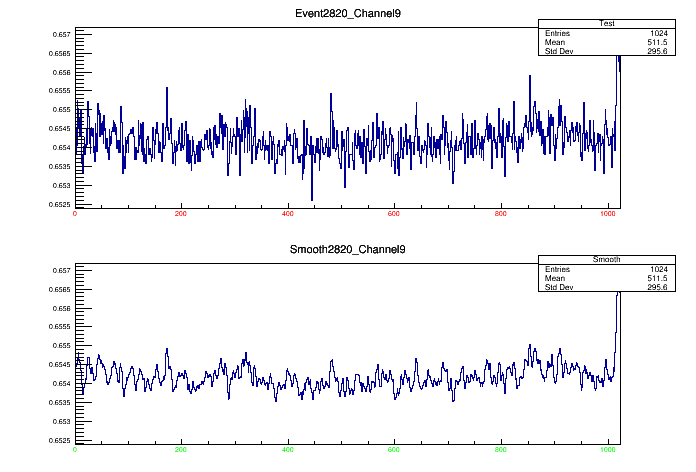 Event2820_Channel9
Test
Entries 1024
Mean 511.5
Std Dev 295.6
0.657
0.6565
0.656
0.6555
0.655
0.6545
0.654
0.6535
0.653
0.6525
0 200 400 600 800 1000
Smooth2820_Channel9
Smooth
Entries 1024
Mean 511.5
Std Dev 295.6
0.657
0.6565
0.656
0.6555
0.655
0.6545
0.654
0.6535
0.653
0.6525
0 200 400 600 800 1000